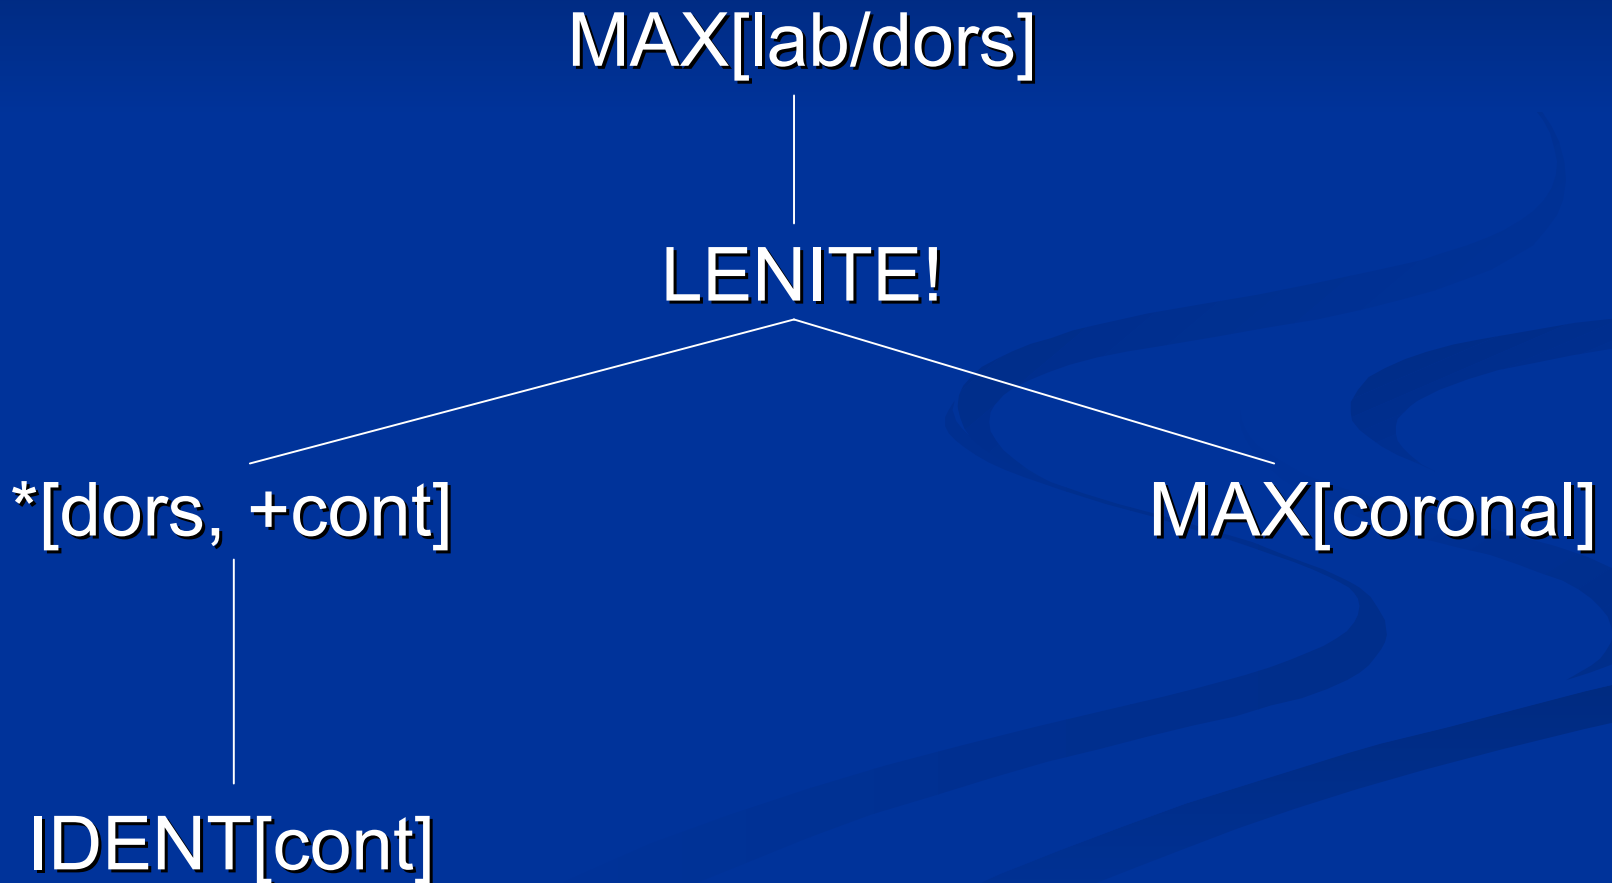 MAX[lab/dors]
LENITE!
*[dors, +cont]
MAX[coronal]
IDENT[cont]